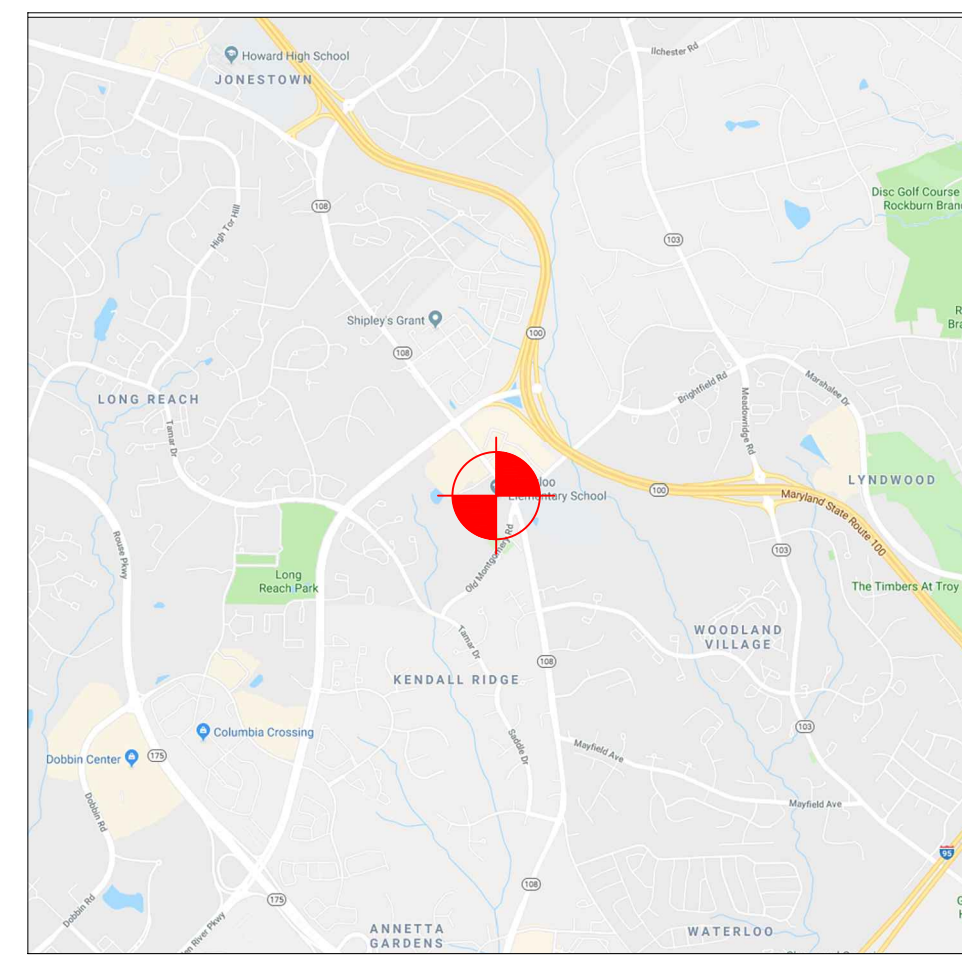 Ilchester Rd
Howard High School
JONESTOWN
Disc Golf Course
Rockburn Bran
108
High Tor Hill
103
Shipley's Grant
100
108
Brightfield Rd
Marshalee Dr
Meadowridge Rd
LONG REACH
Tamar Dr
loo
Elementary School
LYNDWOOD
100
Maryland State Route 100
Rouse Pkwy
Old Montgomery Rd
103
Long
Reach Park
The Timbers At Troy
WOODLAND
VILLAGE
Tamar Dr
108
KENDALL RIDGE
103
Columbia Crossing
Dobbin Center
175
Saddle Dr
Mayfield Ave
Dobbin Rd
Mayfield Ave
95
108
175
Dobbin Rd
en River Pkwy
ANNETTA
GARDENS
WATERLOO